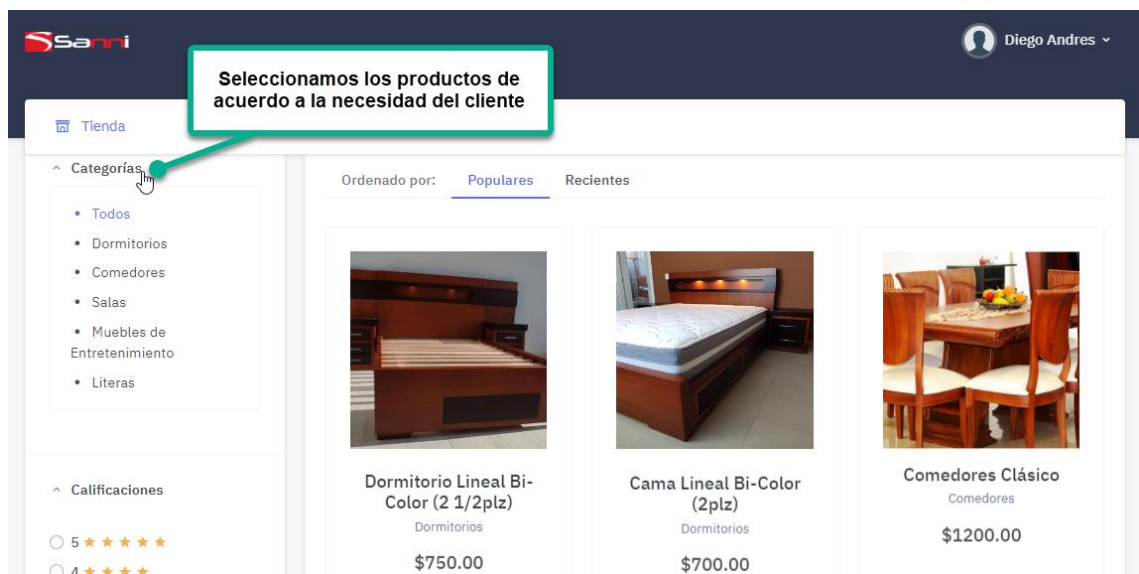 Sanni
Diego Andres
Seleccionamos los productos de
acuerdo a la necesidad del cliente
Tienda
Categorías
Todos
Dormitorios
Comedores
Salas
Muebles de
Entretenimiento
Literas
Calificaciones
5
4
Ordenado por: Populares Recientes
Dormitorio Lineal Bi-
Color (2 1/2plz)
Dormitorios
$750.00
Cama Lineal Bi-Color
(2plz)
Dormitorios
$700.00
Comedores Clásico
Comedores
$1200.00